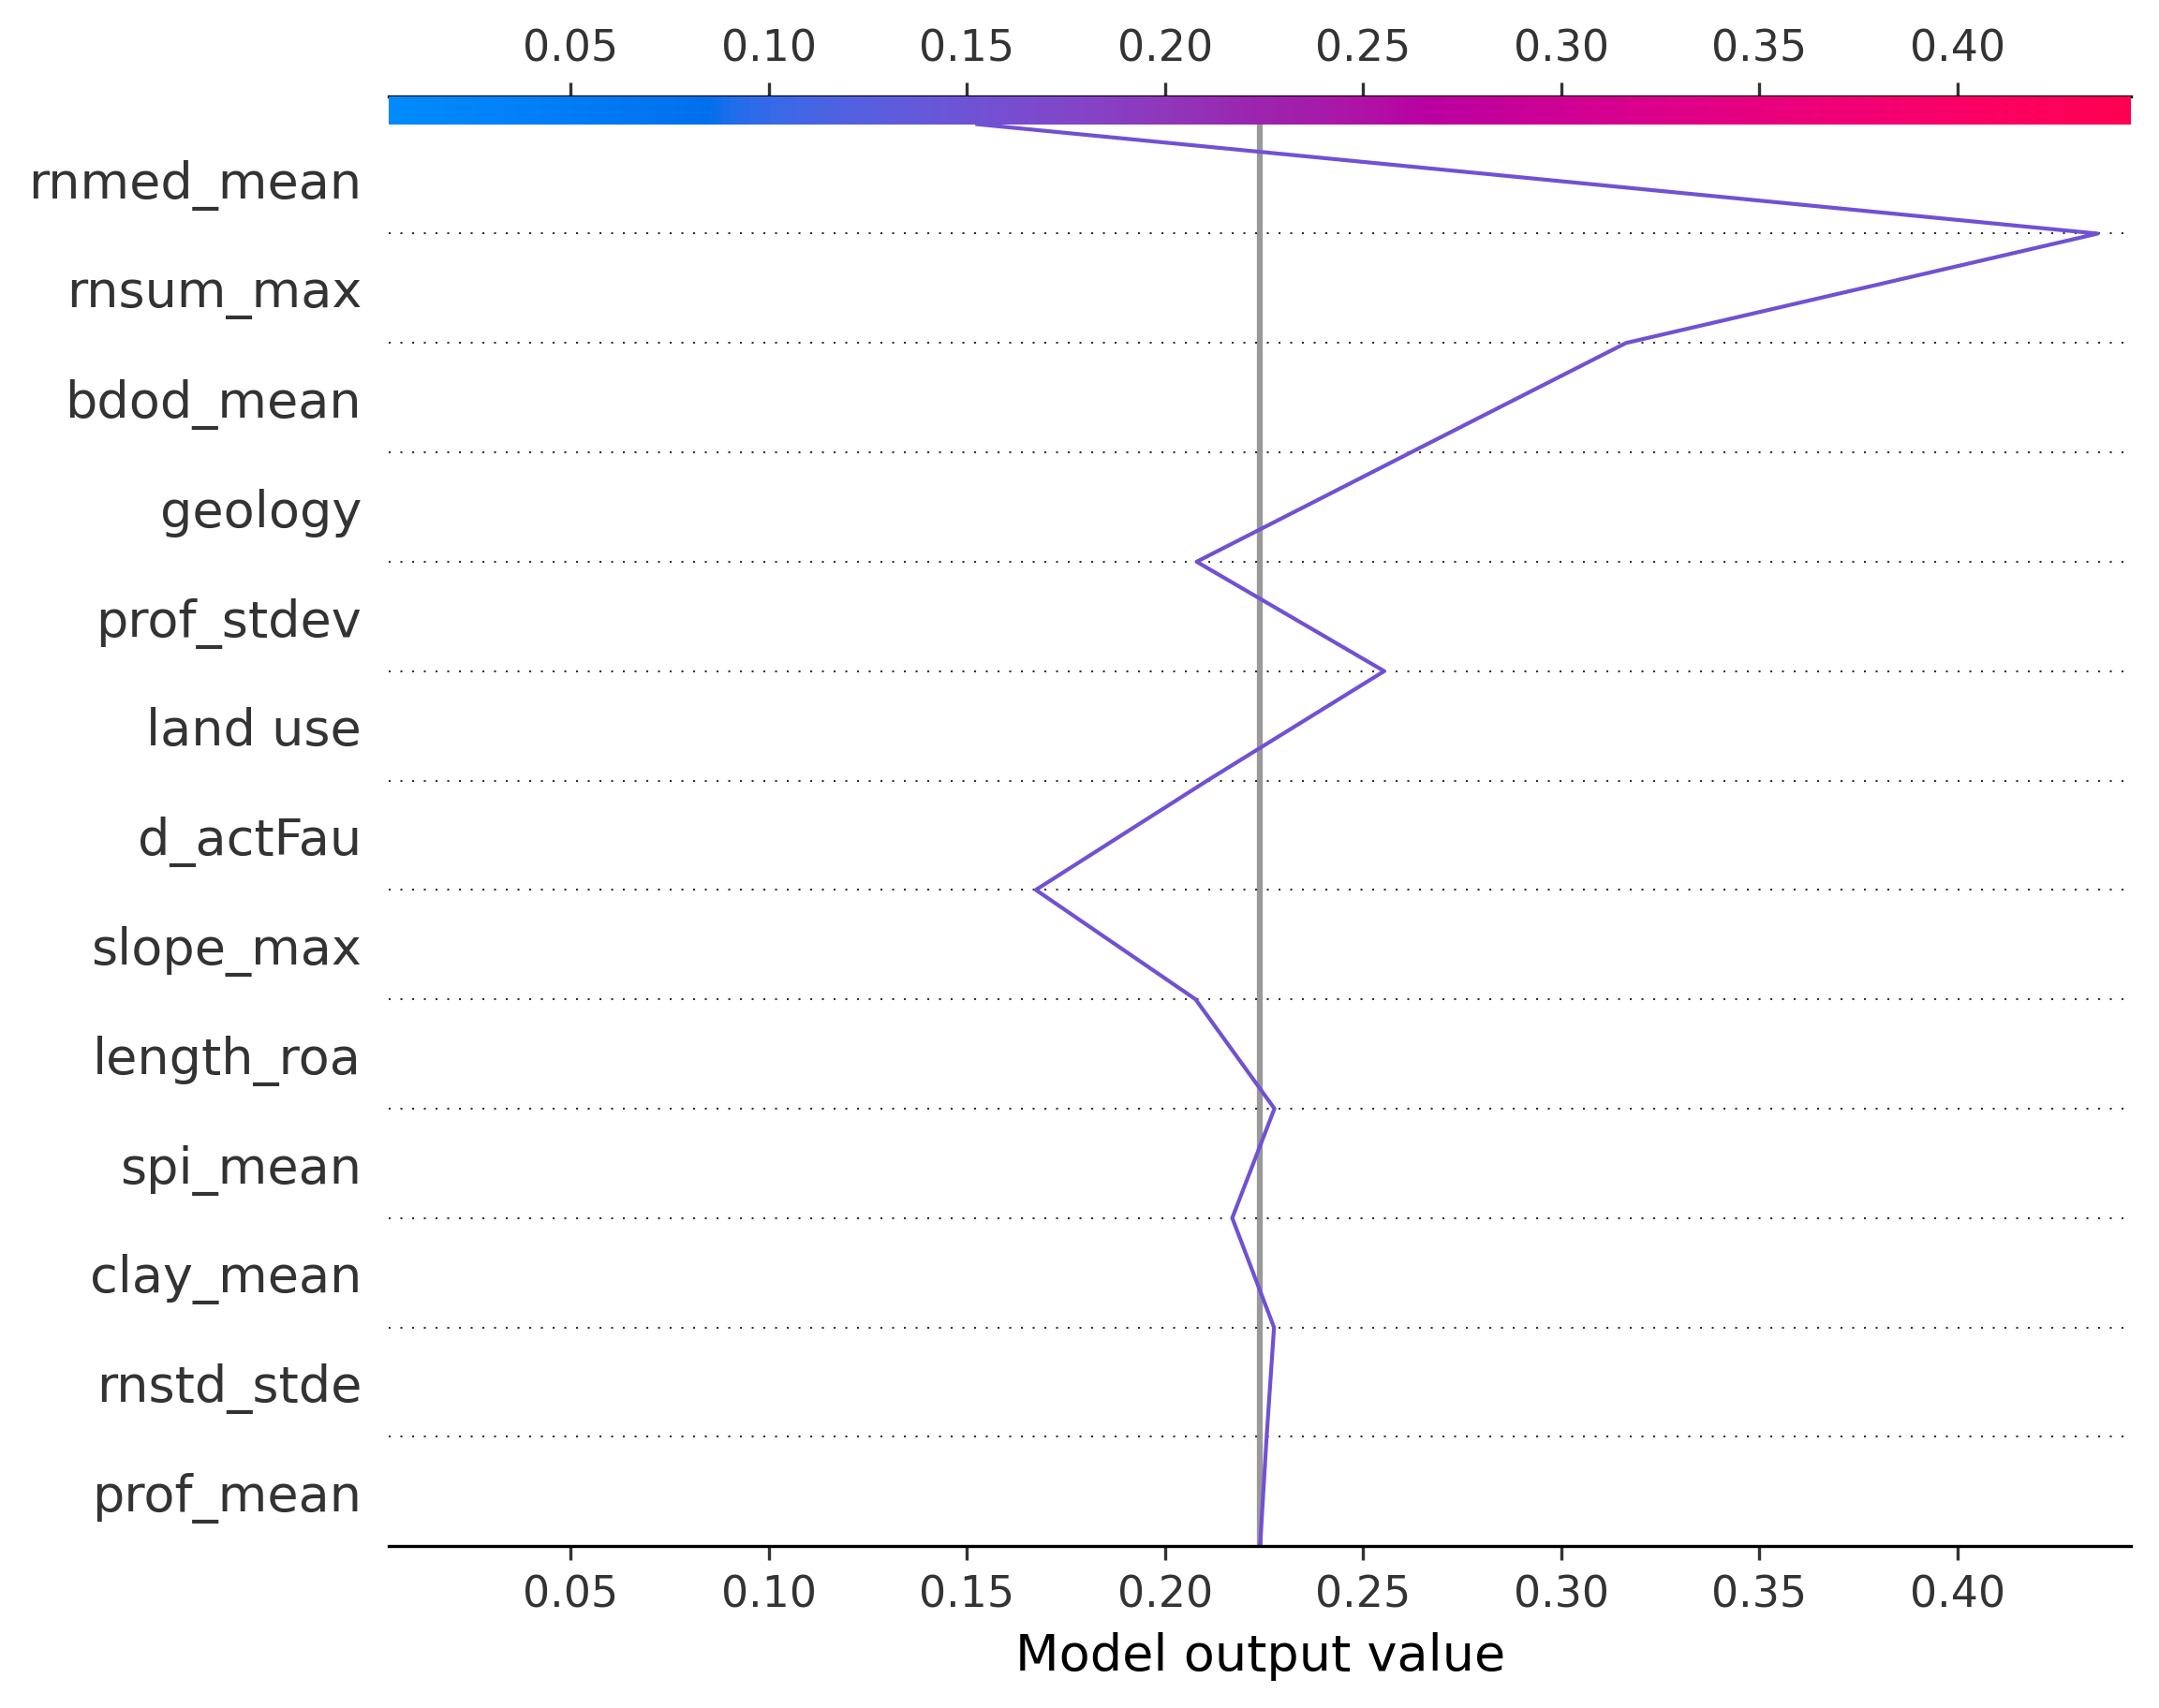 0.05 0.10 0.15 0.20 0.25 0.30 0.35 0.40
rnmed_mean
rnsum_max
bdod_mean
geology
prof_stdev
land use
d_actFau
slope_max
length_roa
spi_mean
clay_mean
rnstd_stde
prof_mean
0.05 0.10 0.15 0.20 0.25 0.30 0.35 0.40
Model output value